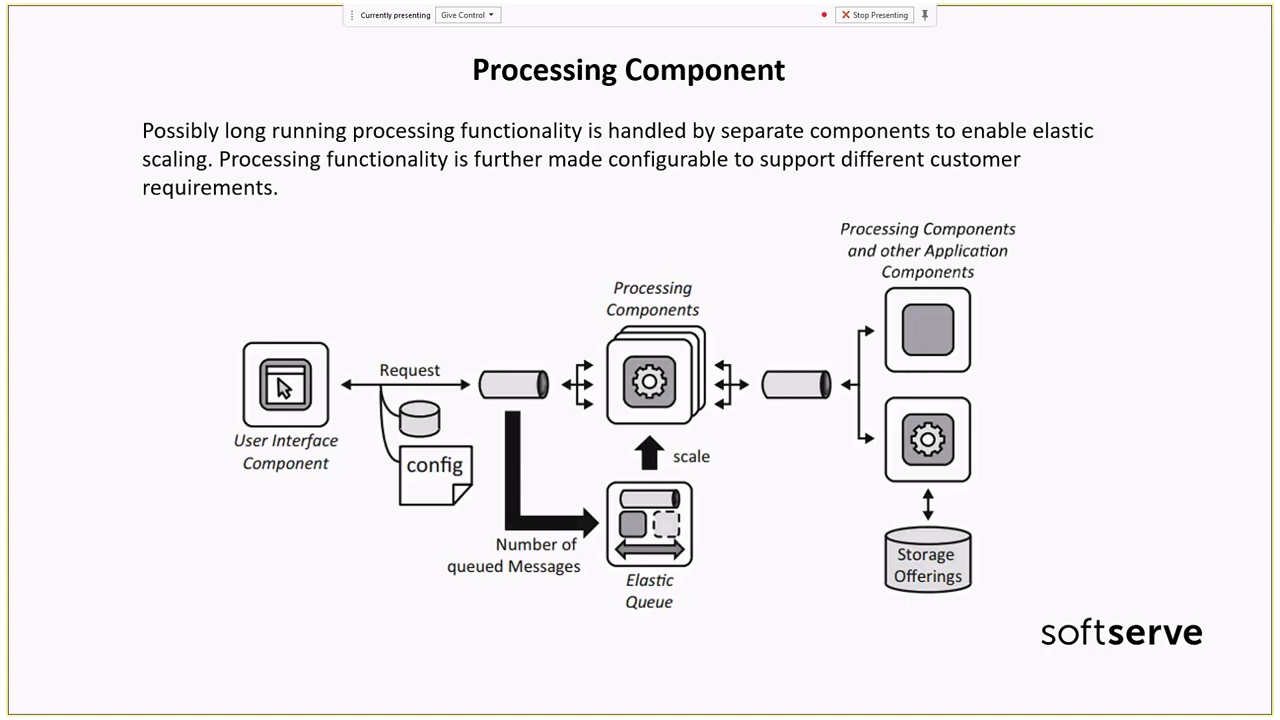 Currently presenting
Give Control
Stop Presenting
Processing Component
Possibly long running processing functionality is handled by separate components to enable elastic
scaling. Processing functionality is further made configurable to support different customer
requirements.
Processing Components
and other Application
Components
Processing
Components
Request
User Interface
Component
config
scale
Number of
queued Messages
Elastic
Queue
Storage
Offerings
softserve